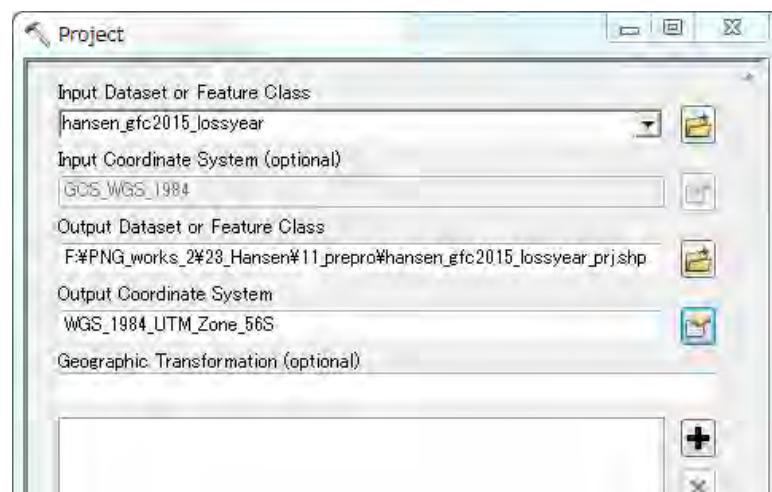 Project
Input Dataset or Feature Class
hansen_gfc2015_lossyear
Input Coordinate System (optional)
GCS_WGS_1984
Output Dataset or Feature Class
F:¥PNG_works_2¥23_Hansen¥11_prepro¥hansen_gfc2015_lossyear_prj.shp
Output Coordinate System
WGS_1984_UTM_Zone_56S
Geographic Transformation (optional)